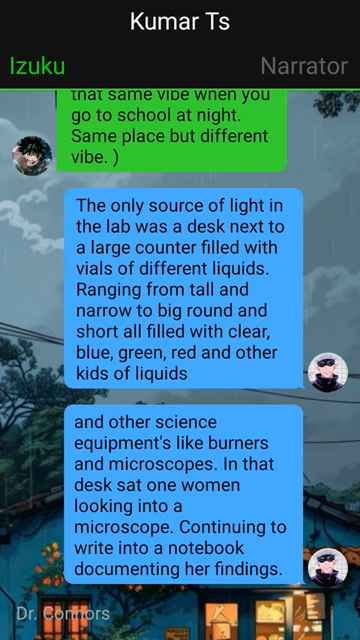 Kumar Ts
Izuku
Narrator
that same vibe when you
go to school at night.
Same place but different
vibe. )
The only source of light in
the lab was a desk next to
a large counter filled with
vials of different liquids.
Ranging from tall and
narrow to big round and
short all filled with clear,
blue, green, red and other
kids of liquids
and other science
equipment's like burners
and microscopes. In that
desk sat one women
looking into a
microscope. Continuing to
write into a notebook
documenting her findings.
Dr. Connors